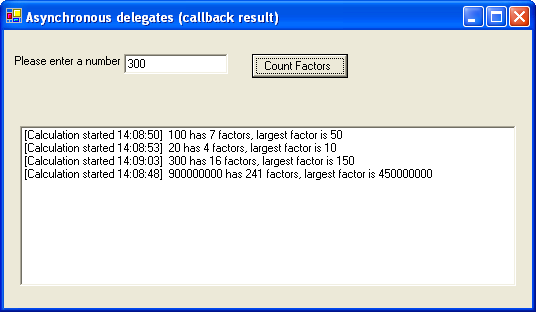 Asynchronous delegates (callback result)
Please enter a number 300 Count Factors
[Calculation started 14:08:50] 100 has 7 factors, largest factor is 50
[Calculation started 14:08:53] 20 has 4 factors, largest factor is 10
[Calculation started 14:09:03] 300 has 16 factors, largest factor is 150
[Calculation started 14:08:48] 900000000 has 241 factors, largest factor is 450000000